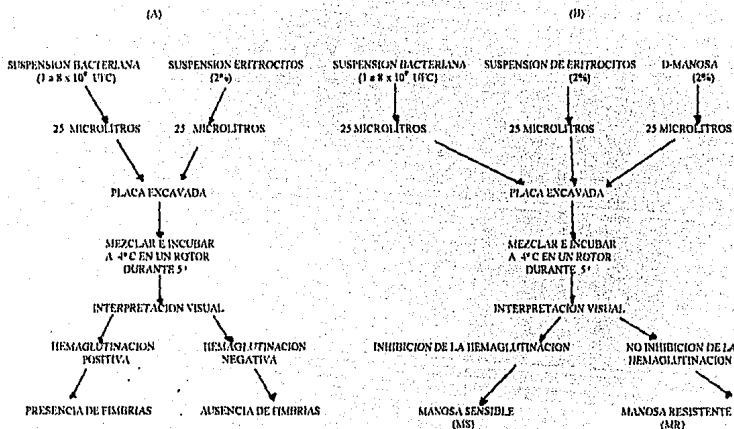 (A)
SUSPENSION BACTERIANA
(1 a 8 x 10⁹ UFC)
SUSPENSION ERITROCITOS
(2%)
25 MICROLITROS
25 MICROLITROS
PLACA EXCAVADA
MEZCLAR E INCUBAR
A 4°C EN UN ROTOR
DURANTE 5'
INTERPRETACION VISUAL
HEMAGLUTINACION
POSITIVA
HEMAGLUTINACION
NEGATIVA
PRESENCIA DE FIMBRIAS
AUSENCIA DE FIMBRIAS
(B)
SUSPENSION BACTERIANA
(1 a 8x10⁹ UFC)
SUSPENSION DE ERITROCITOS
(2%)
D-MANOSA
(2%)
25 MICROLITROS
25 MICROLITROS
25 MICROLITROS
PLACA EXCAVADA
MEZCLAR E INCUBAR
A 4°C EN UN ROTOR
DURANTE 5'
INTERPRETACION VISUAL
INHIBICION DE LA HEMAGLUTINACION
NO INHIBICION DE LA
HEMAGLUTINACION
MANOSA SENSIBLE
(MS)
MANOSA RESISTENTE
(MR)